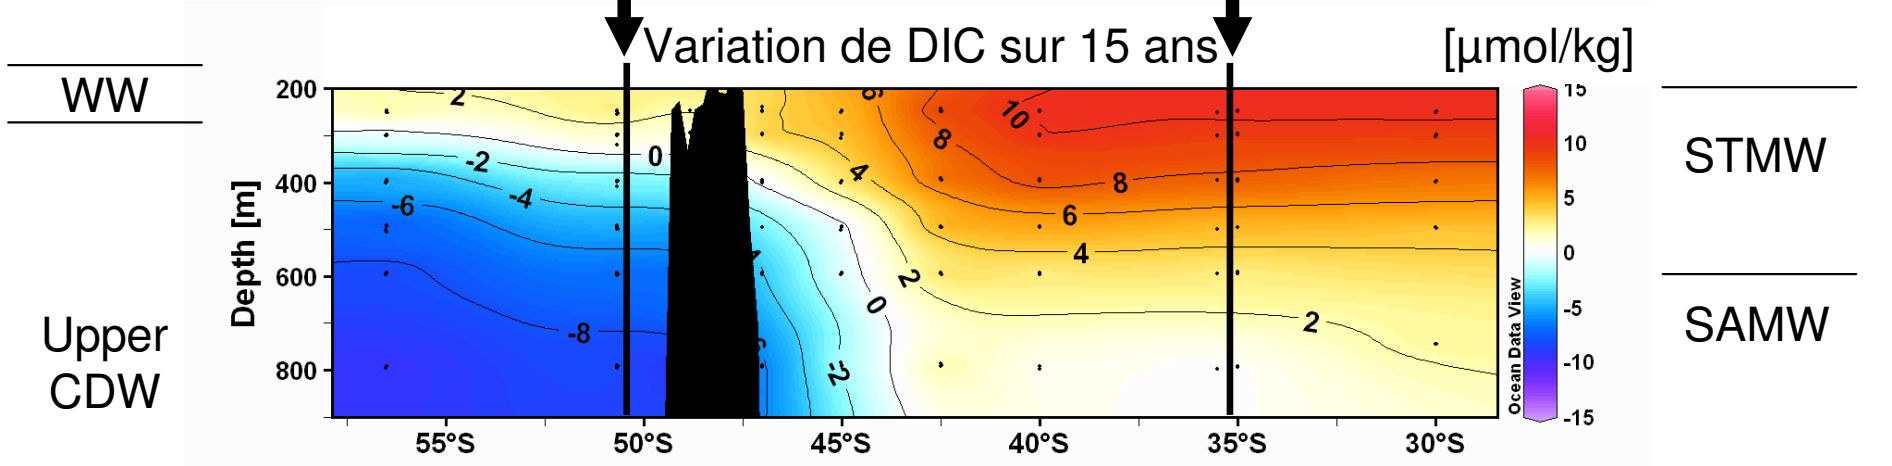 Variation de DIC sur 15 ans
[µmol/kg]
WW
Upper
CDW
Depth [m]
200
400
600
800
2
0
-2
-4
-6
-8
6
10
8
4
8
6
4
2
0
2
-2
55°S
50°S
45°S
40°S
35°S
30°S
15
10
5
0
-5
-10
-15
Ocean Data View
STMW
SAMW